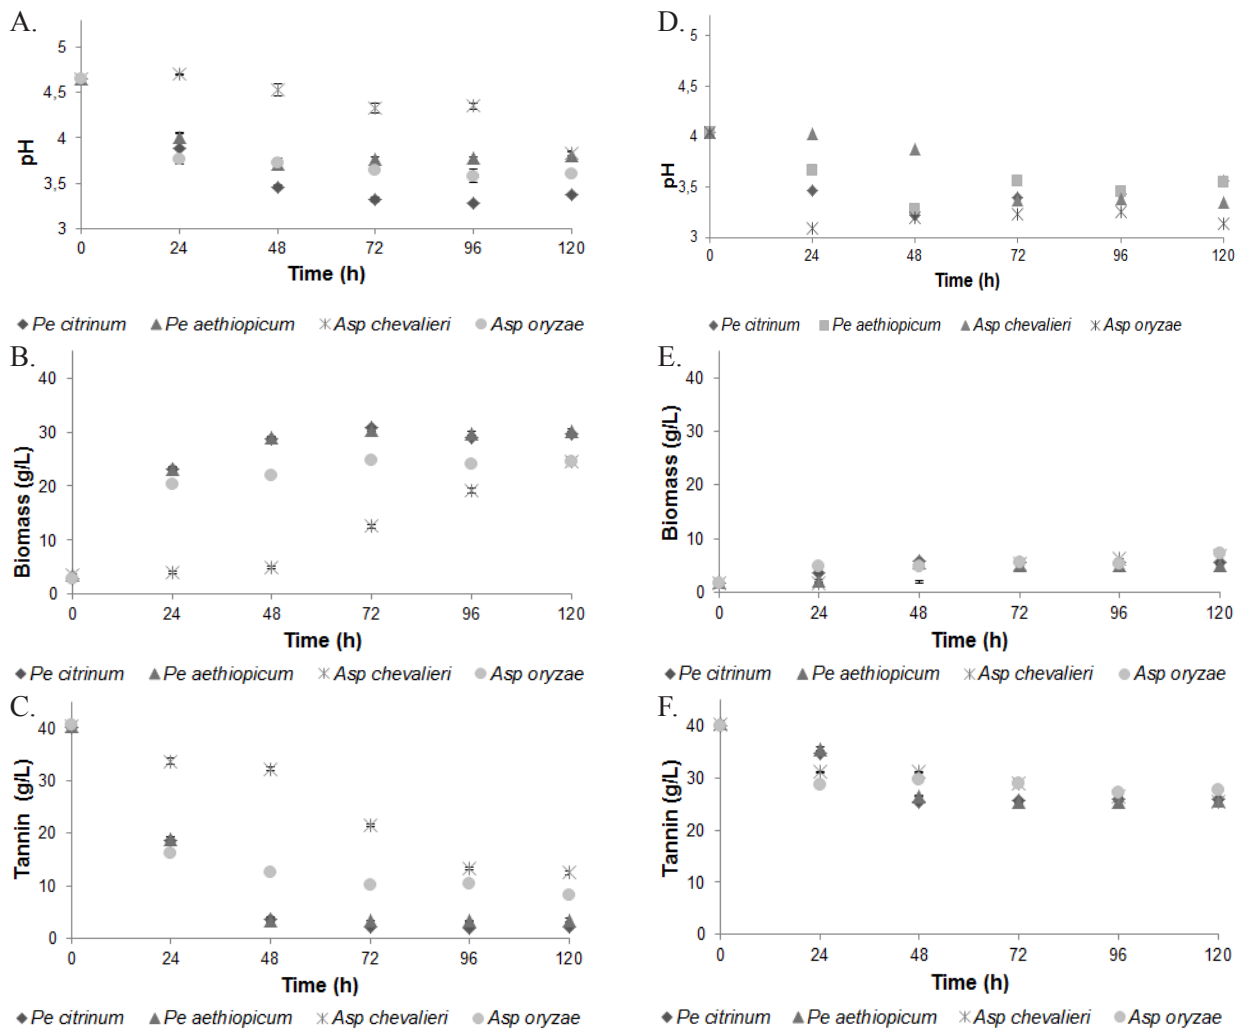 A.
5
4,5
4
3,5
3
pH
0 24 48 72 96 120
Time (h)
Pe citrinum Pe aethiopicum Asp chevalieri Asp oryzae
B.
40
30
20
10
0
Biomass (g/L)
0 24 48 72 96 120
Time (h)
Pe citrinum Pe aethiopicum Asp chevalieri Asp oryzae
C.
40
30
20
10
0
Tannin (g/L)
0 24 48 72 96 120
Time (h)
Pe citrinum Pe aethiopicum Asp chevalieri Asp oryzae
D.
5
4,5
4
3,5
3
pH
0 24 48 72 96 120
Time (h)
Pe citrinum Pe aethiopicum Asp chevalieri Asp oryzae
E.
40
30
20
10
0
Biomass (g/L)
0 24 48 72 96 120
Time (h)
Pe citrinum Pe aethiopicum Asp chevalieri Asp oryzae
F.
40
30
20
10
0
Tannin (g/L)
0 24 48 72 96 120
Time (h)
Pe citrinum Pe aethiopicum Asp chevalieri Asp oryzae